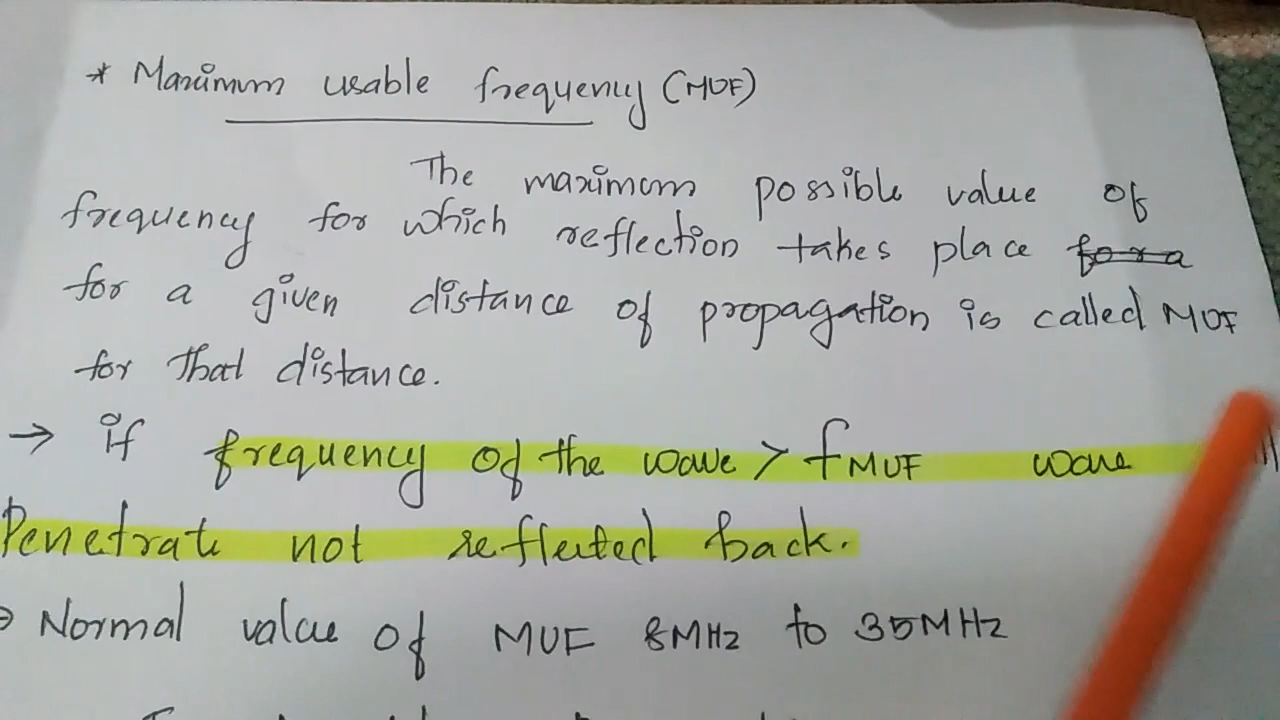 * Maximum usable frequency (MUF)
The maximum possible value of
frequency for which reflection takes place for a
for a given distance of propagation is called MUF
for that distance.
→ if frequency of the wave > fMUF wave
Penetrate not reflected back.
→ Normal value of MUF 8MHz to 35MHz